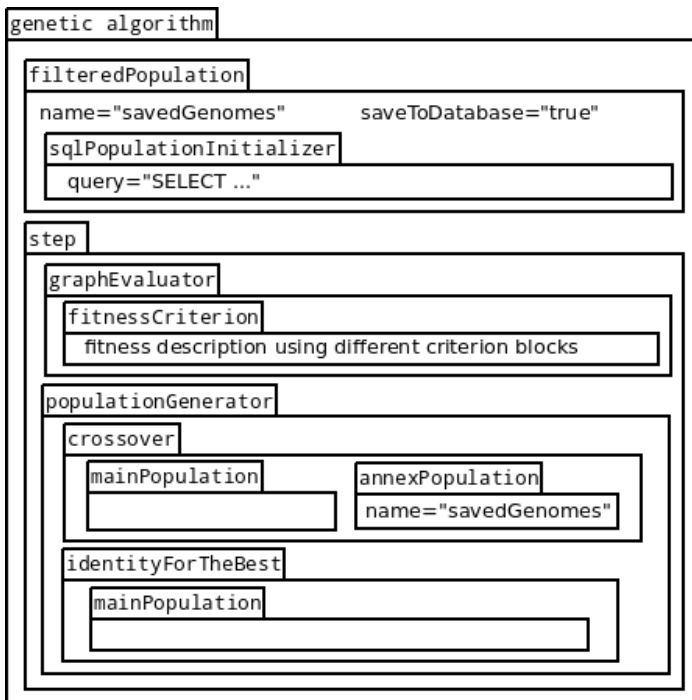 genetic algorithm
filteredPopulation
name="savedGenomes" saveToDatabase="true"
sqlPopulationInitializer
query="SELECT ..."
step
graphEvaluator
fitnessCriterion
fitness description using different criterion blocks
populationGenerator
crossover
mainPopulation annexPopulation
name="savedGenomes"
identityForTheBest
mainPopulation